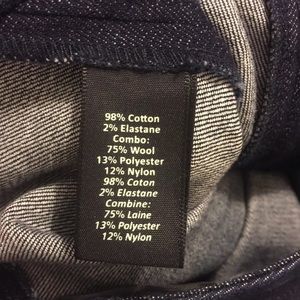 98% Cotton
2% Elastane
Combo:
75% Wool
13% Polyester
12% Nylon
98% Caton
2% Elastane
Combine:
75% Laine
13% Polyester
12% Nylon